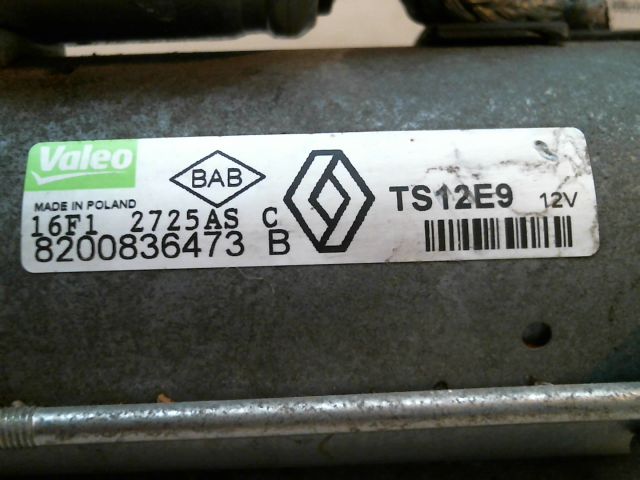 Valeo
MADE IN POLAND
BAB
16F1 2725AS C
8200836473 B
TS12E9 12V